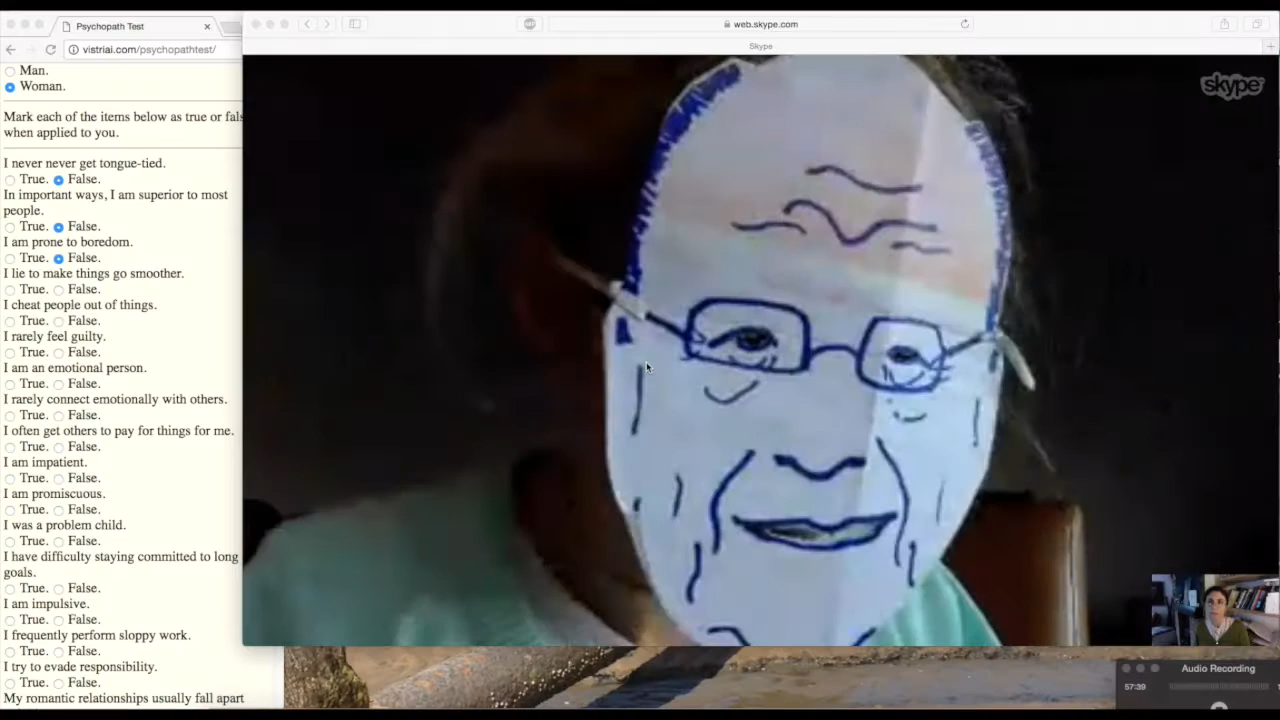 Psychopath Test
vistriai.com/psychopathtest/
web.skype.com
Skype
skype
Man.
Woman.
Mark each of the items below as true or fals
when applied to you.
I never never get tongue-tied.
True. False.
In important ways, I am superior to most
people.
True. False.
I am prone to boredom.
True. False.
I lie to make things go smoother.
True. False.
I cheat people out of things.
True. False.
I rarely feel guilty.
True. False.
I am an emotional person.
True. False.
I rarely connect emotionally with others.
True. False.
I often get others to pay for things for me.
True. False.
I am impatient.
True. False.
I am promiscuous.
True. False.
I was a problem child.
True. False.
I have difficulty staying committed to long
goals.
True. False.
I am impulsive.
True. False.
I frequently perform sloppy work.
True. False.
I try to evade responsibility.
True. False.
My romantic relationships usually fall apart
Audio Recording
57:39